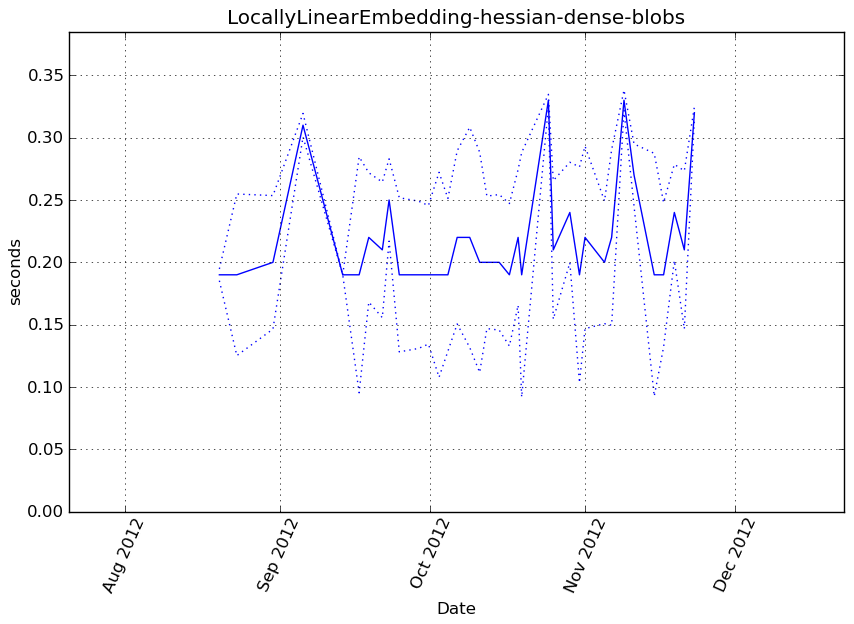 LocallyLinearEmbedding-hessian-dense-blobs
seconds
0.35
0.30
0.25
0.20
0.15
0.10
0.05
0.00
Aug 2012
Sep 2012
Oct 2012
Nov 2012
Dec 2012
Date